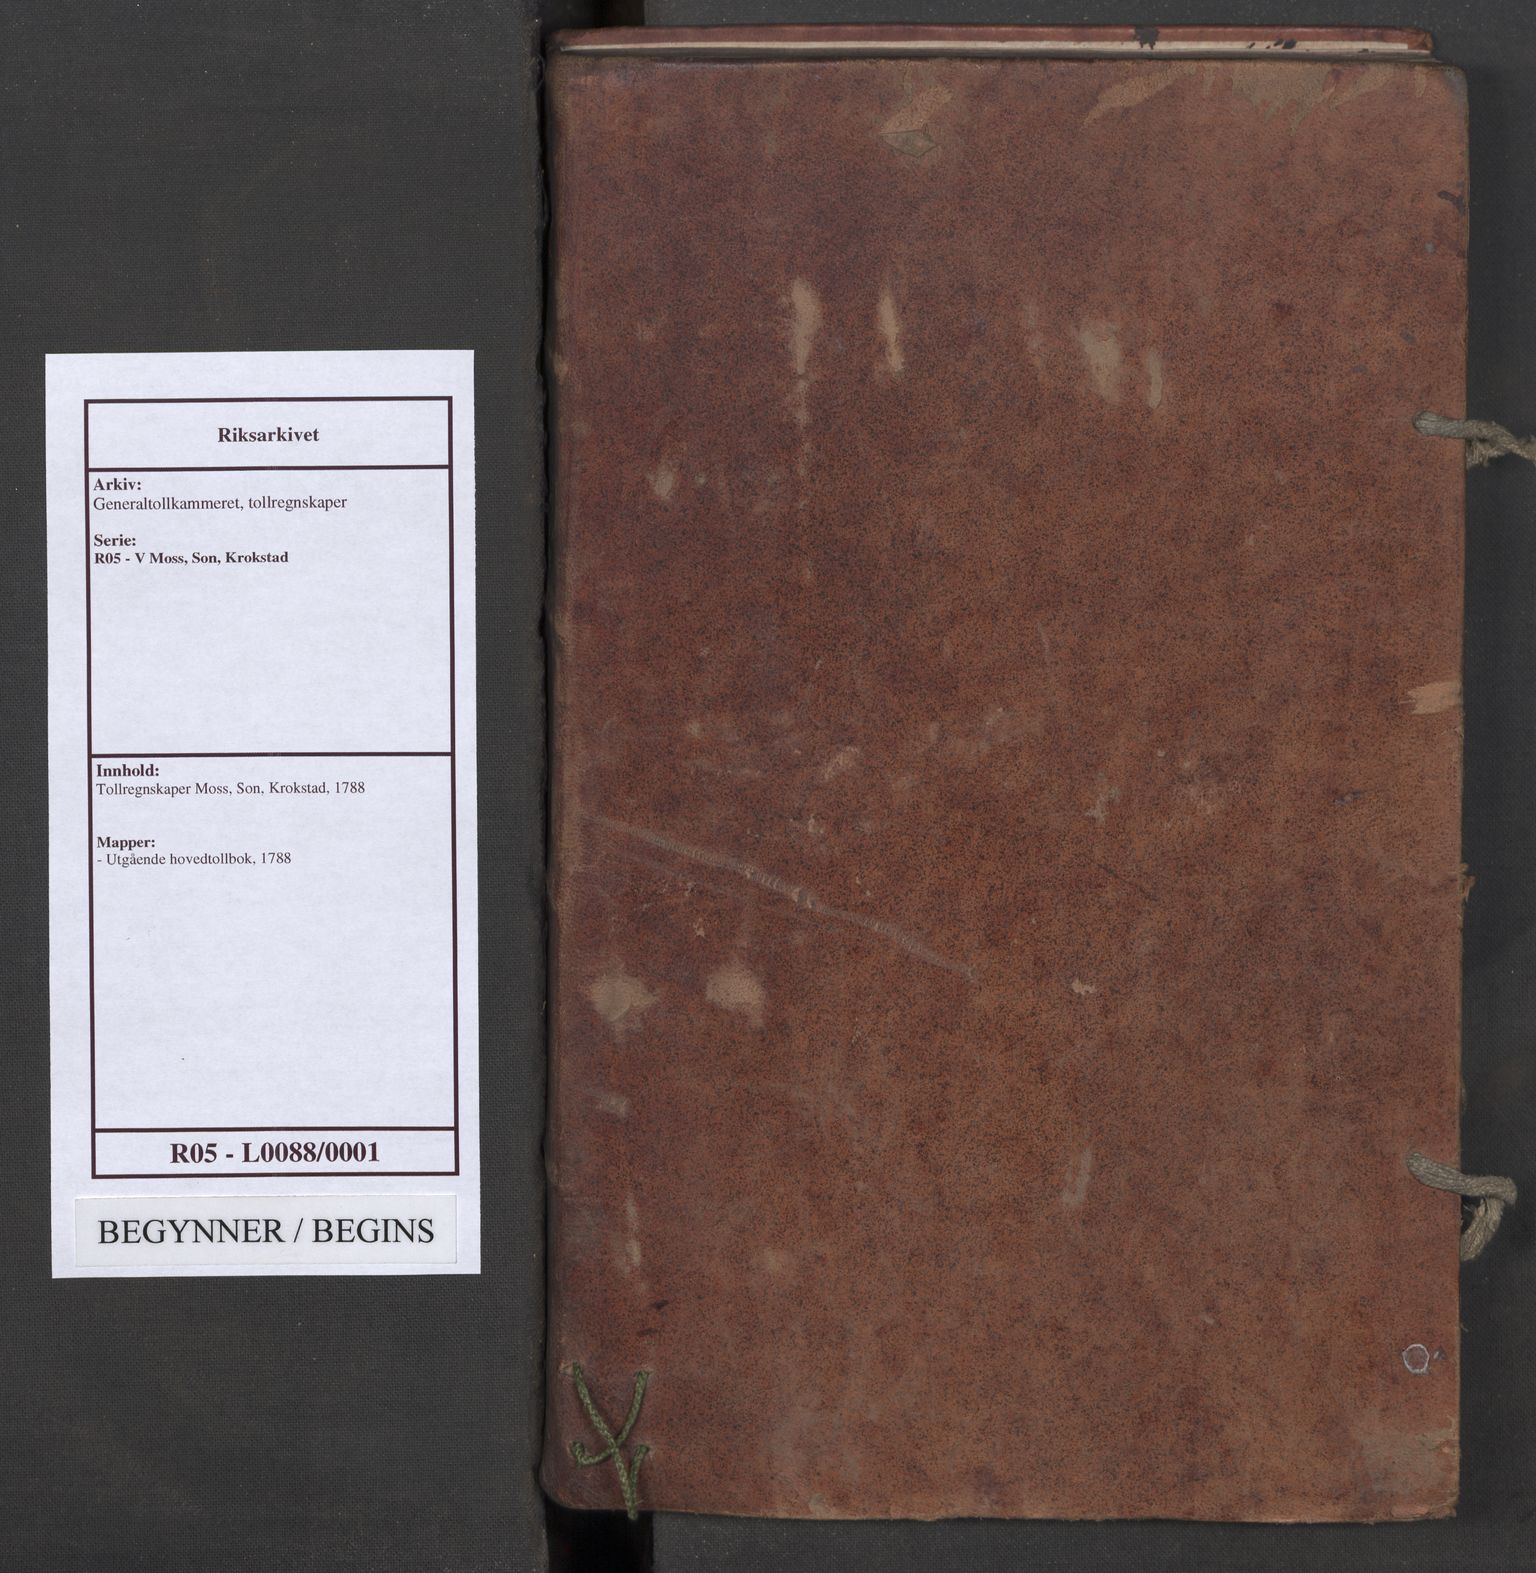 Riksarkivet
Arkiv:
Generaltollkammeret, tollregnskaper
Serie:
R05 - V Moss, Son, Krokstad
Innhold:
Tollregnskaper Moss, Son, Krokstad, 1788
Mapper:
- Utgående hovedtollbok, 1788
R05 - L0088/0001
BEGYNNER / BEGINS